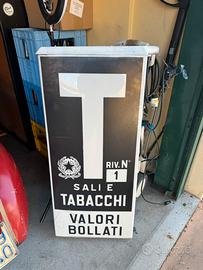 T
RIV. N°
1
SALI E
TABACCHI
VALORI
BOLLATI